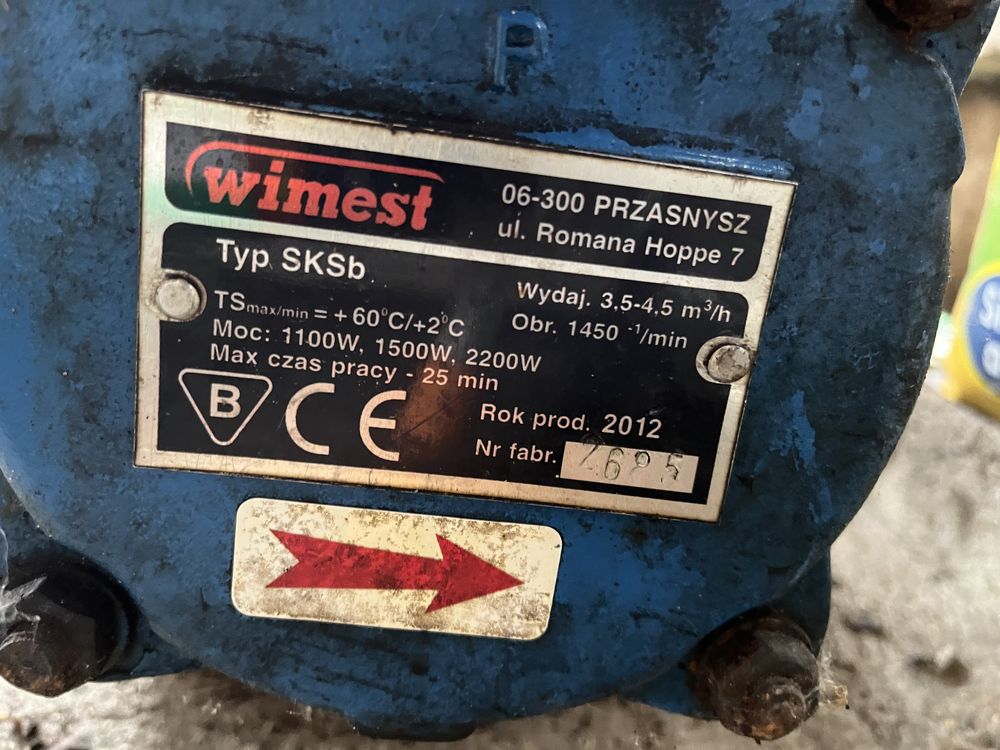 P
wimest
06-300 PRZASNYSZ
ul. Romana Hoppe 7
Typ SKSb
Wydaj. 3,5-4,5 m³/h
Obr. 1450 ⁻¹/min
TSmax/min = + 60°C/+2°C
Moc: 1100W, 1500W, 2200W
Max czas pracy - 25 min
B
CE
Rok prod. 2012
Nr fabr.